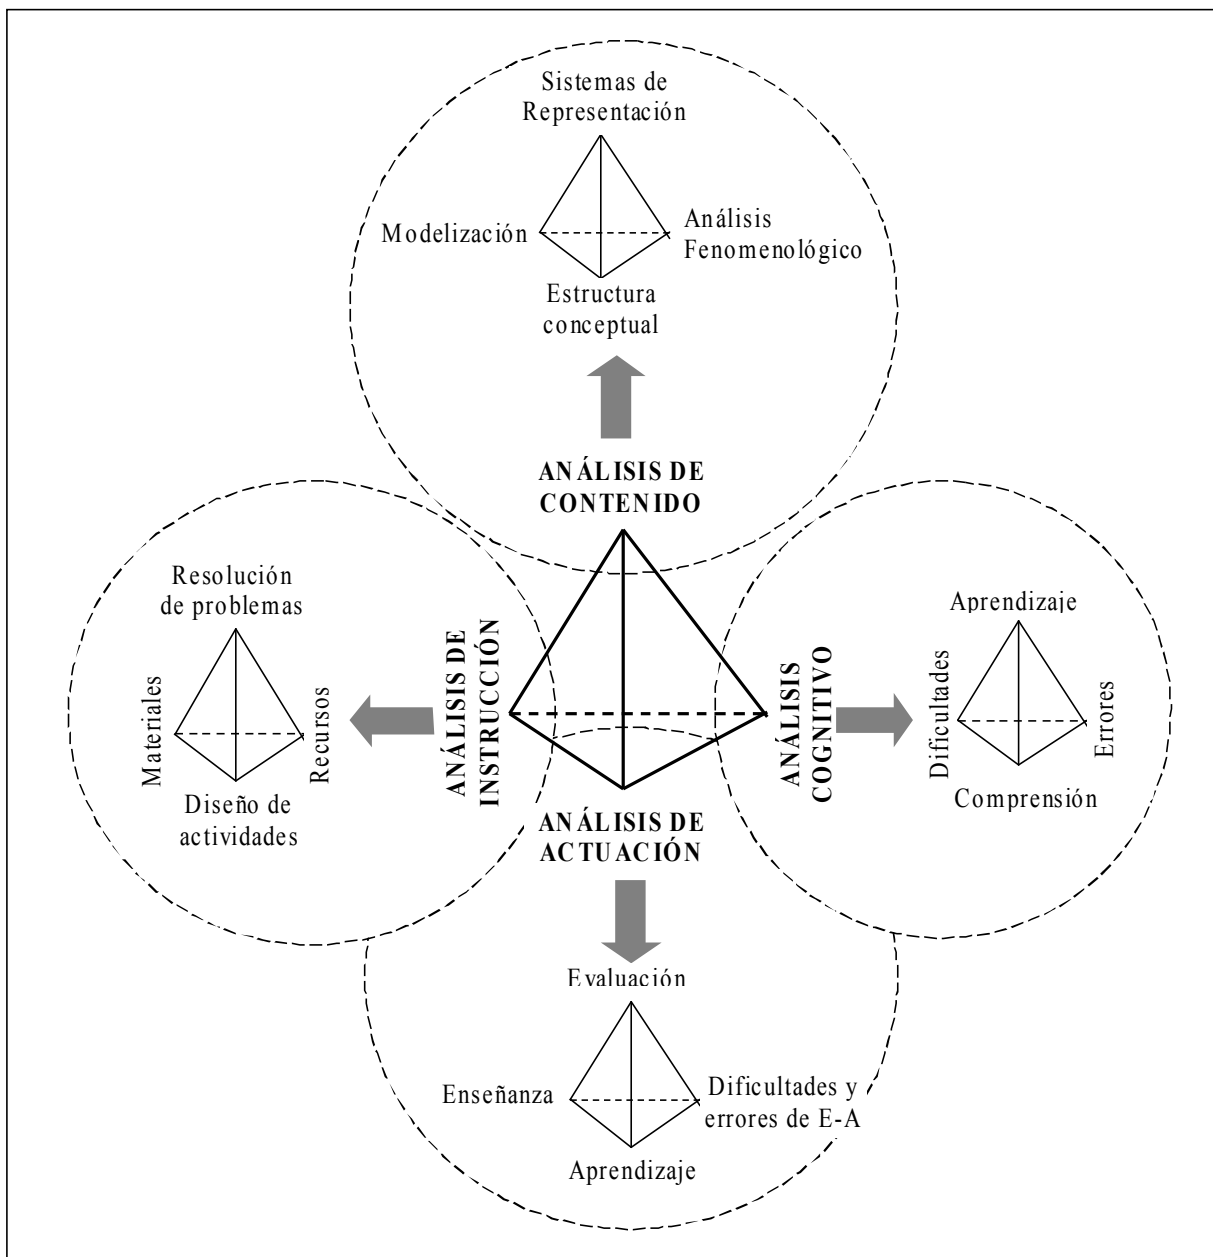 Sistemas de
Representación
Modelización
Análisis
Fenomenológico
Estructura
conceptual
ANÁLISIS DE
CONTENIDO
Resolución
de problemas
Materiales
Recursos
Diseño de
actividades
ANÁLISIS DE
INSTRUCCIÓN
ANÁLISIS
COGNITIVO
Aprendizaje
Dificultades
Errores
Comprensión
ANÁLISIS DE
ACTUACIÓN
Evaluación
Enseñanza
Dificultades y
errores de E-A
Aprendizaje